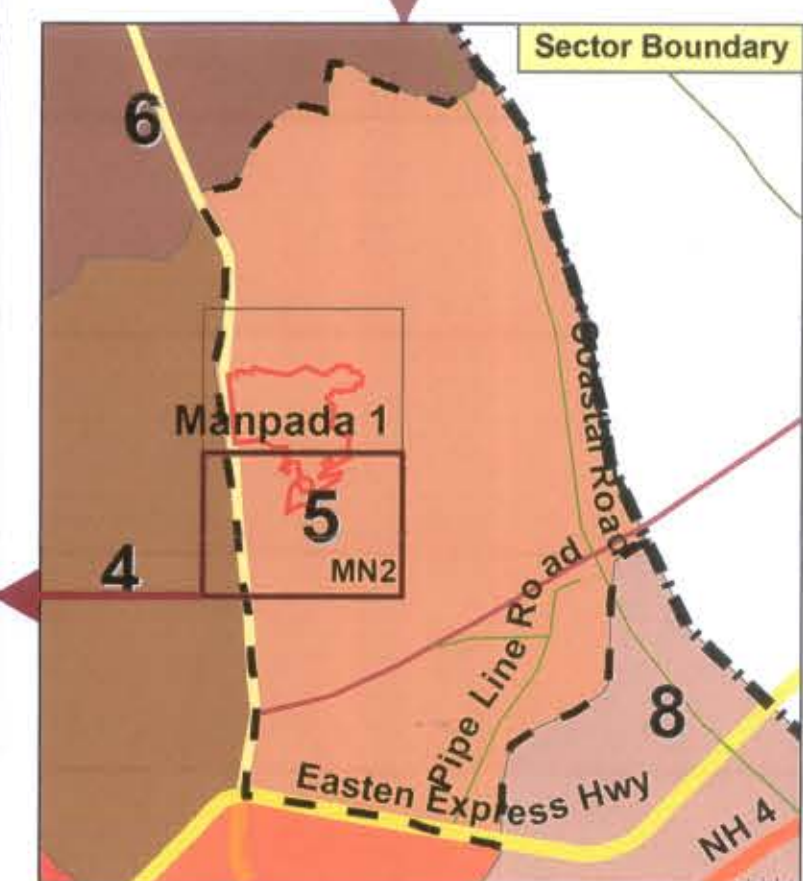 Sector Boundary
6
Coastal Road
Manpada 1
5
MN2
4
Pipe Line Road
8
Easten Express Hwy
NH 4